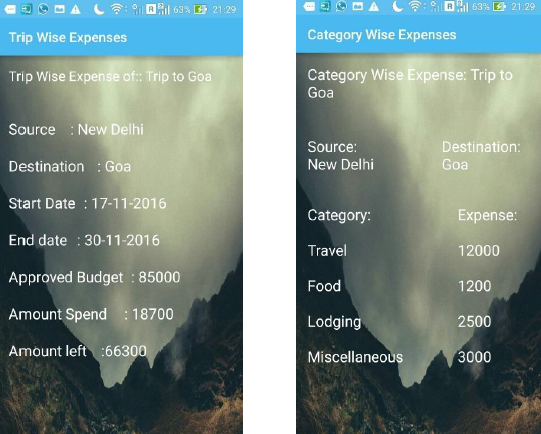 63% 21:29
Trip Wise Expenses
Trip Wise Expense of:: Trip to Goa
Source : New Delhi
Destination : Goa
Start Date : 17-11-2016
End date : 30-11-2016
Approved Budget : 85000
Amount Spend : 18700
Amount left :66300
63% 21:29
Category Wise Expenses
Category Wise Expense: Trip to
Goa
Source: Destination:
New Delhi Goa
Category: Expense:
Travel 12000
Food 1200
Lodging 2500
Miscellaneous 3000